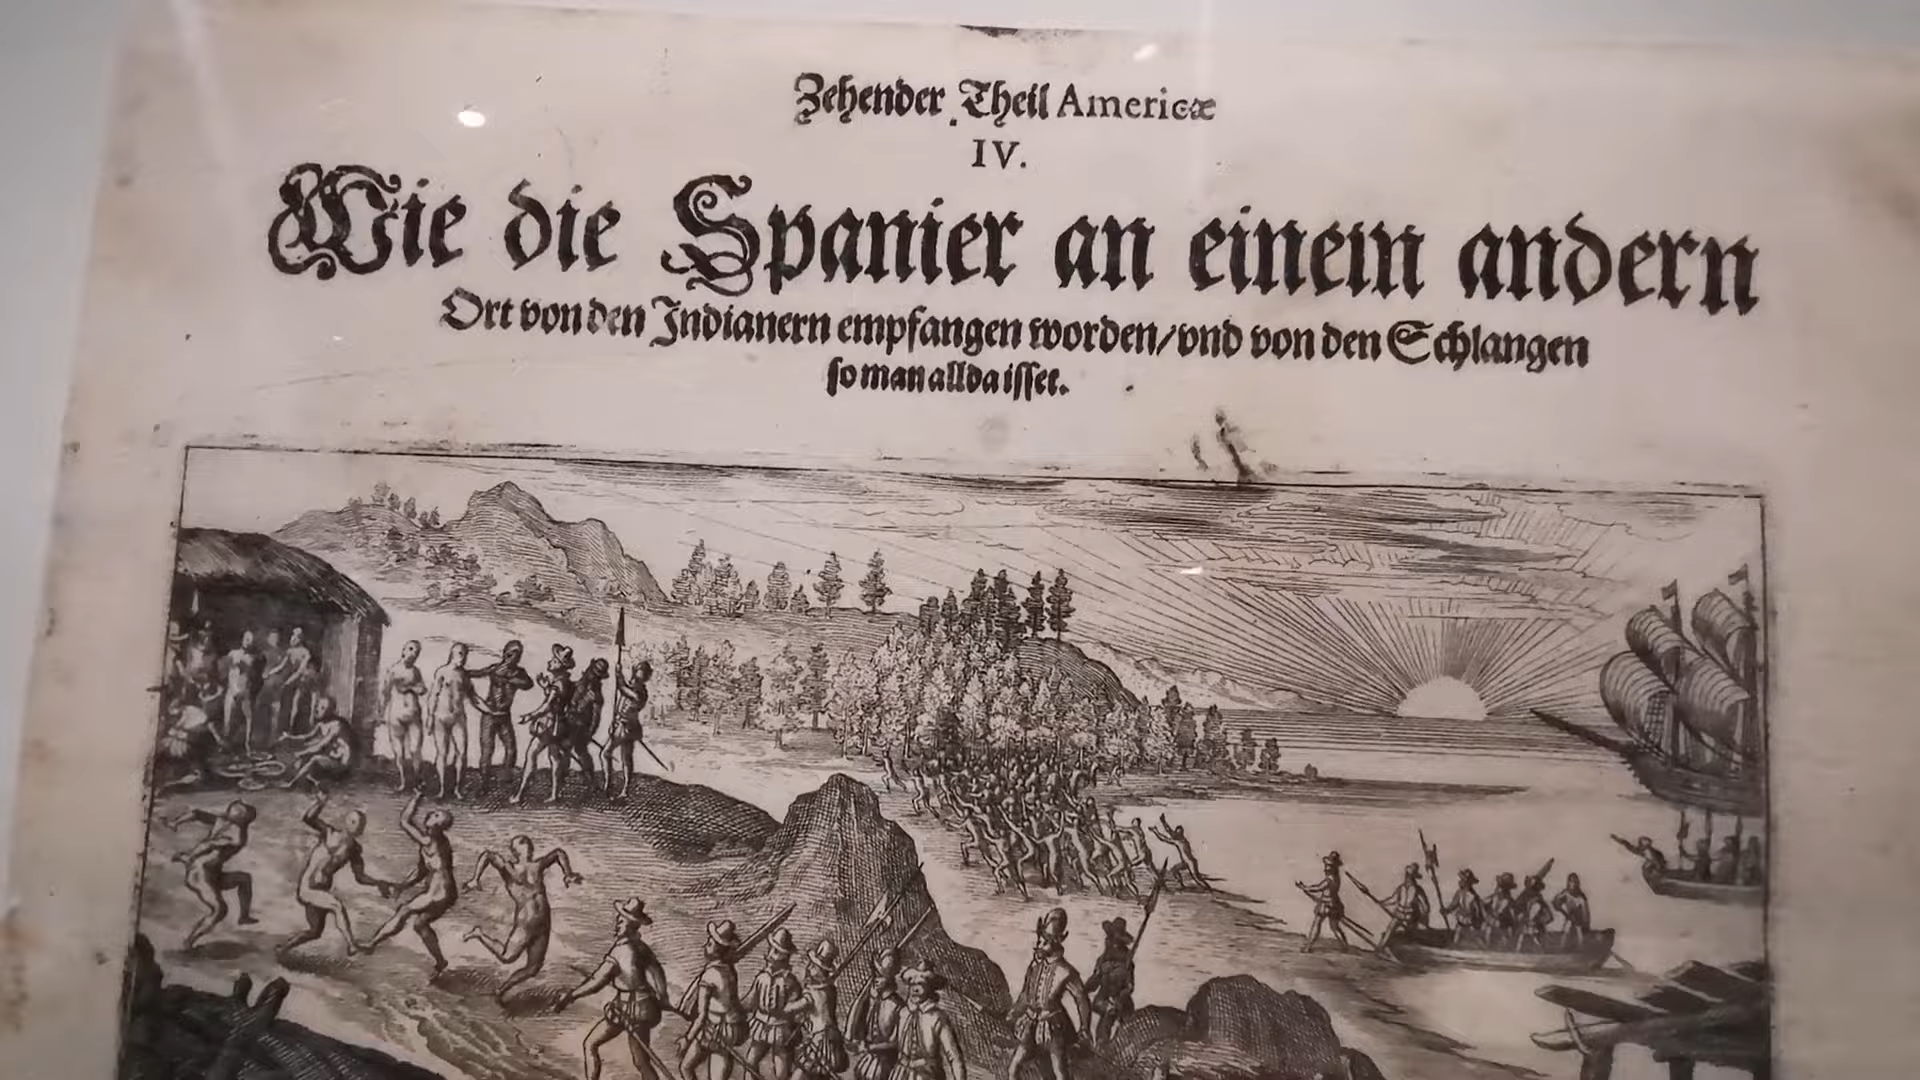 Zehender Theil Americæ
IV.
Wie die Spanier an einem andern
Ort von den Indianern empfangen worden/vnd von den Schlangen
so man allda isset.